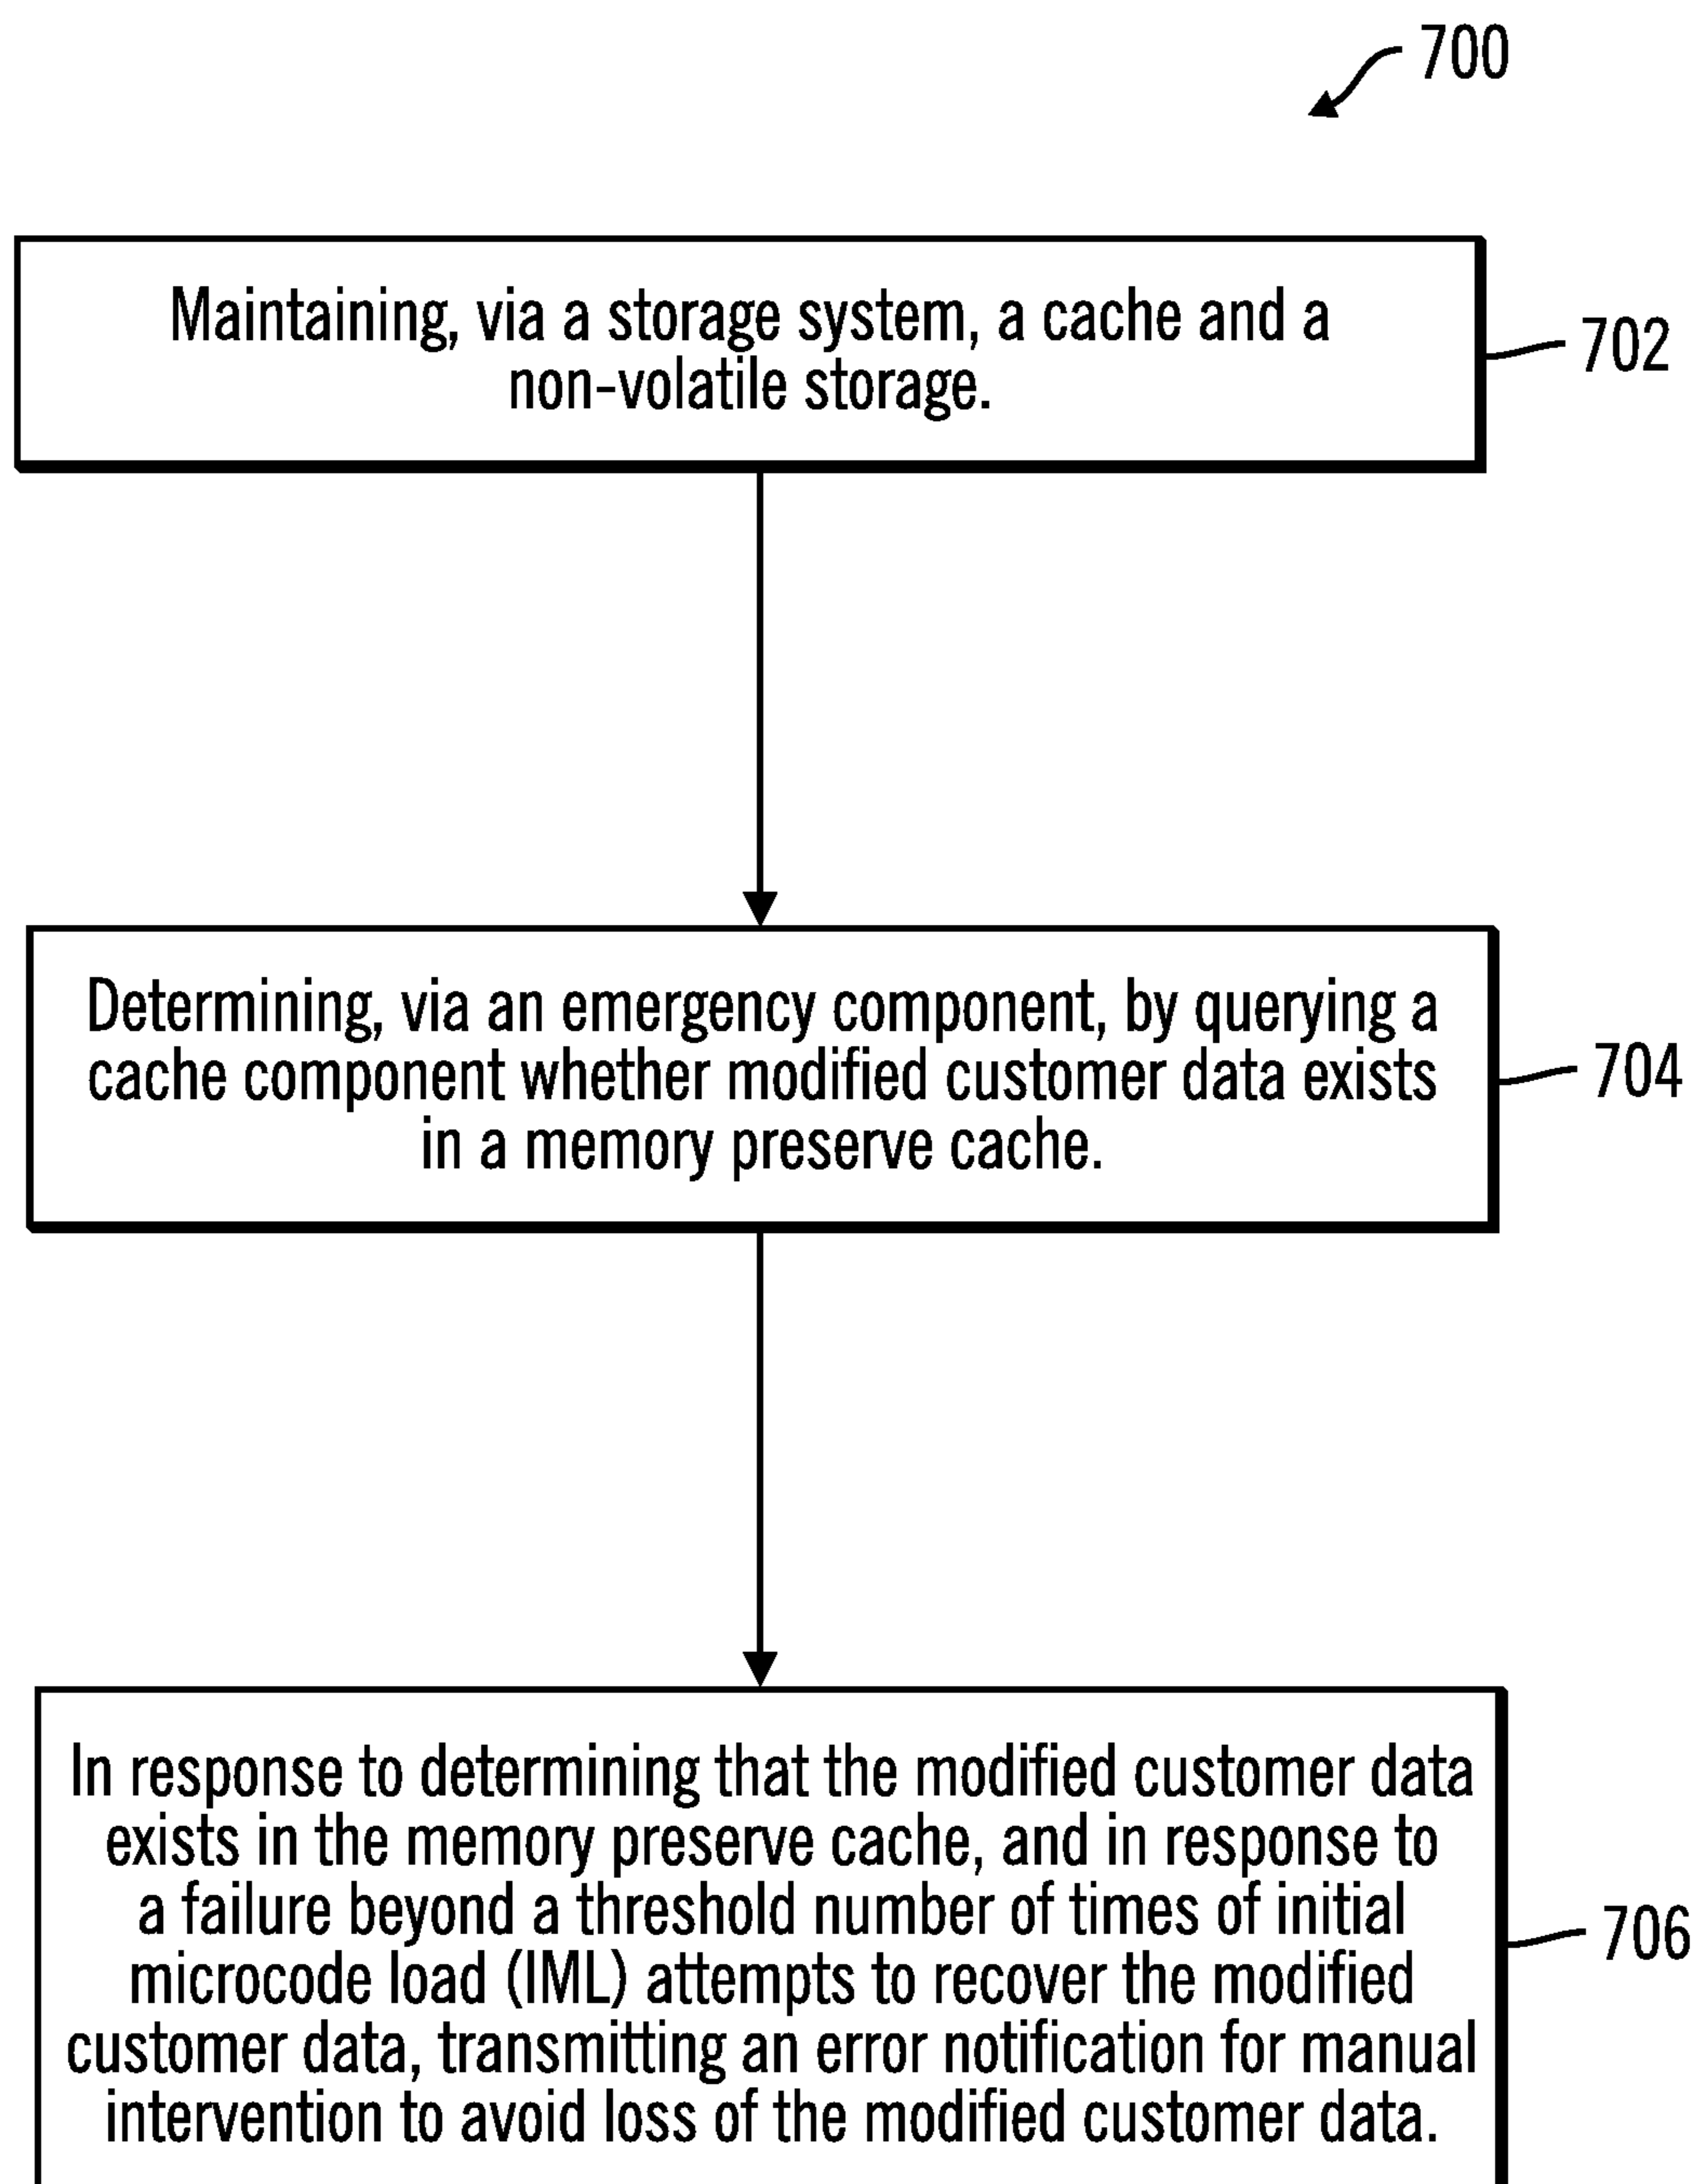 700
Maintaining, via a storage system, a cache and a
non-volatile storage.
702
Determining, via an emergency component, by querying a
cache component whether modified customer data exists
in a memory preserve cache.
704
In response to determining that the modified customer data
exists in the memory preserve cache, and in response to
a failure beyond a threshold number of times of initial
microcode load (IML) attempts to recover the modified
customer data, transmitting an error notification for manual
intervention to avoid loss of the modified customer data.
706